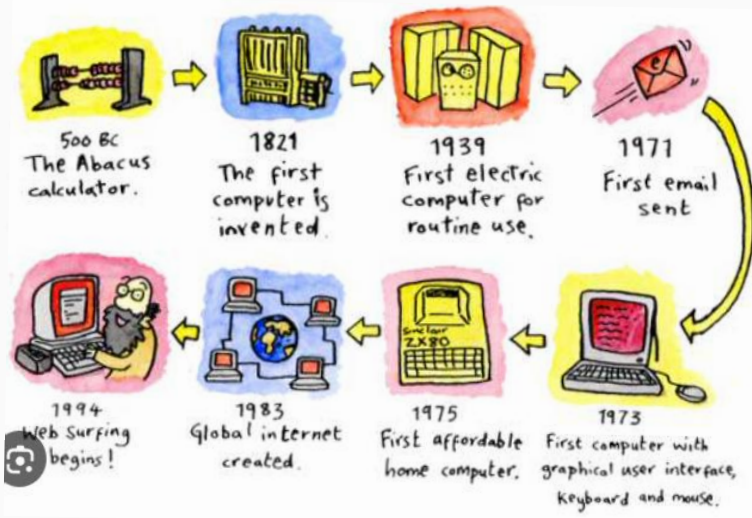 500 BC
The Abacus
calculator.
1821
The first
computer is
invented.
1939
First electric
computer for
routine use.
e
1971
First email
sent
1973
First computer with
graphical user interface,
Keyboard and mouse.
Sinclair
ZX80
1975
First affordable
home computer.
1983
Global internet
created.
1994
Web Surfing
begins!